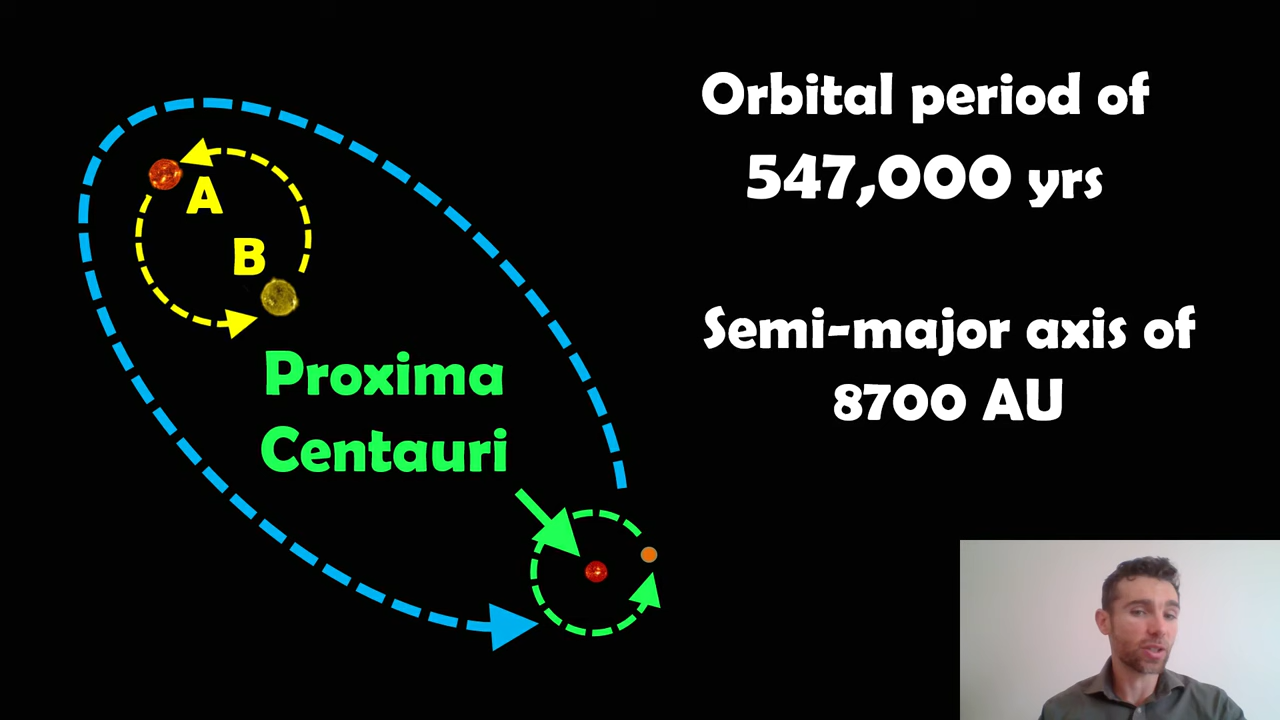 Orbital period of
547,000 yrs
A
B
Semi-major axis of
8700 AU
Proxima
Centauri